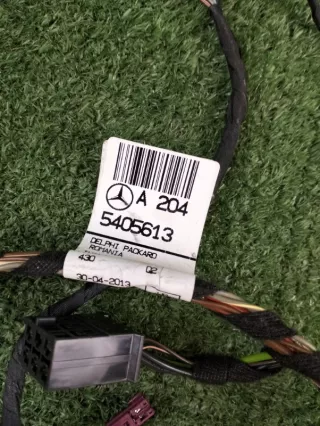 A 204
5405613
DELPHI PACKARD
ROMANIA
430 02
30-04-2013